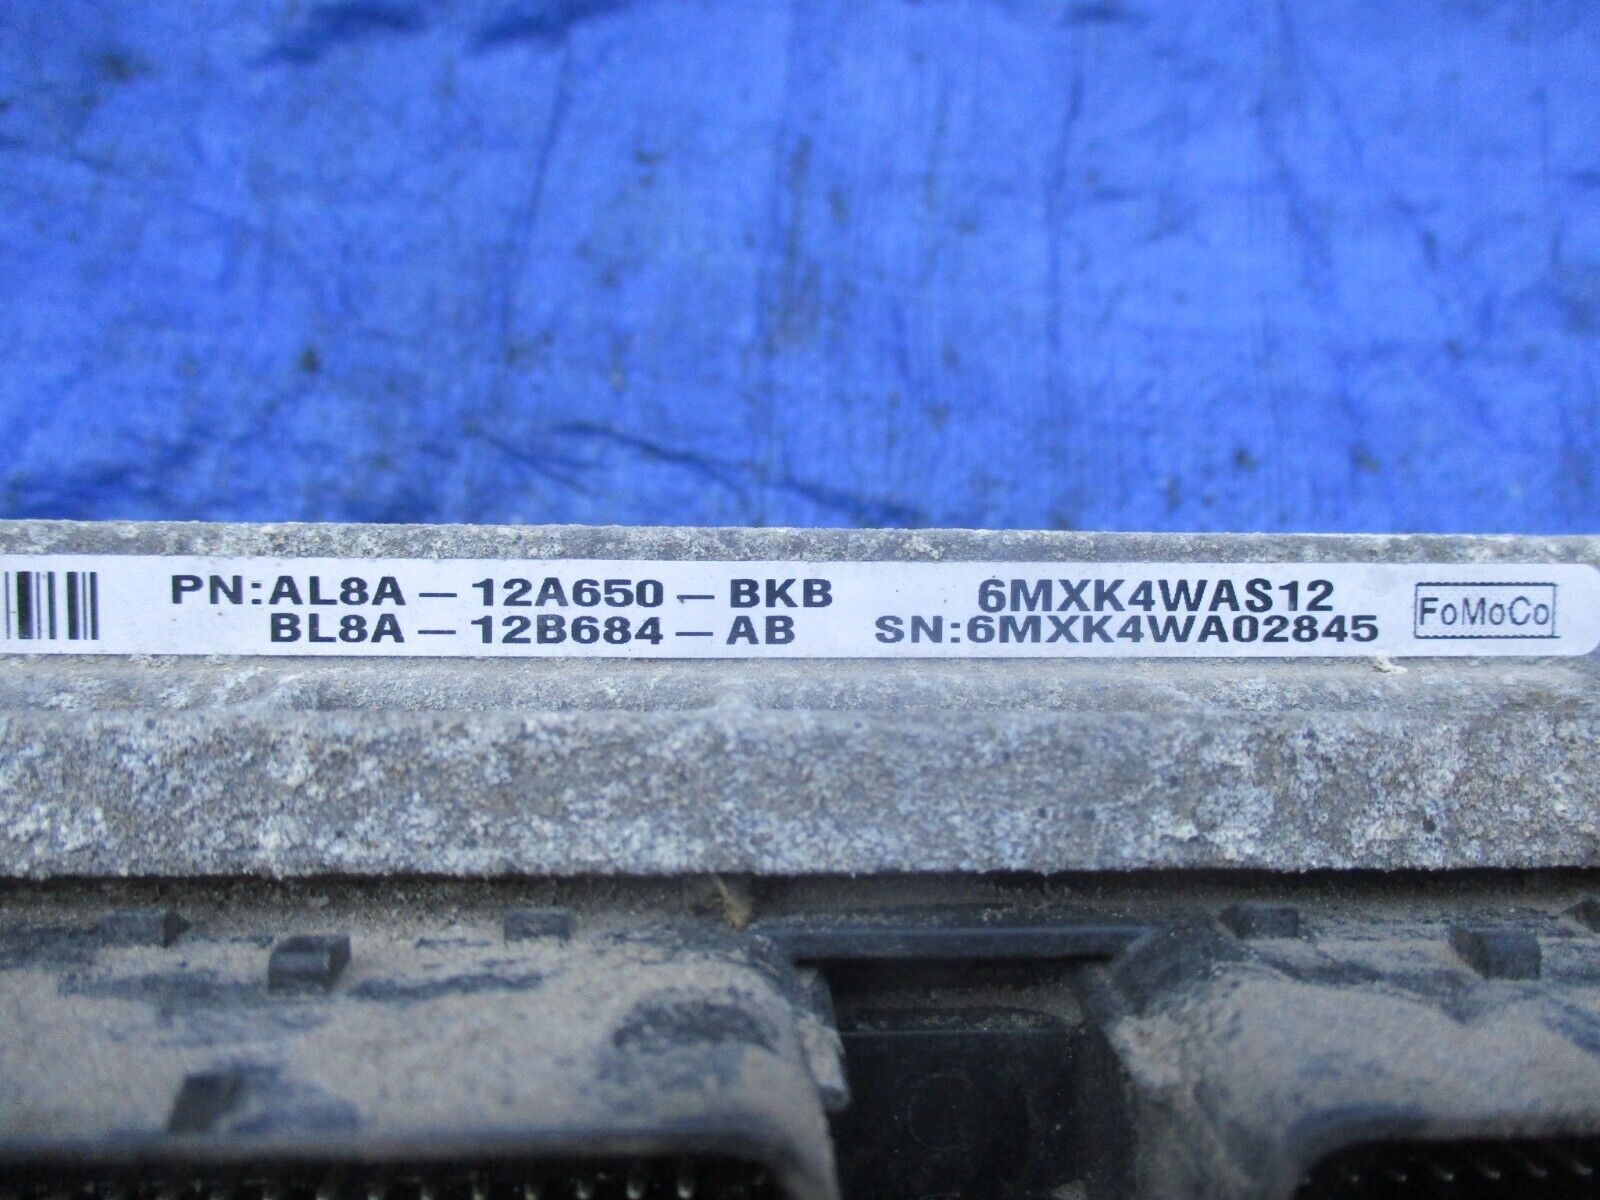 PN:AL8A-12A650-BKB 6MXK4WAS12
BL8A-12B684-AB SN:6MXK4WA02845
FoMoCo